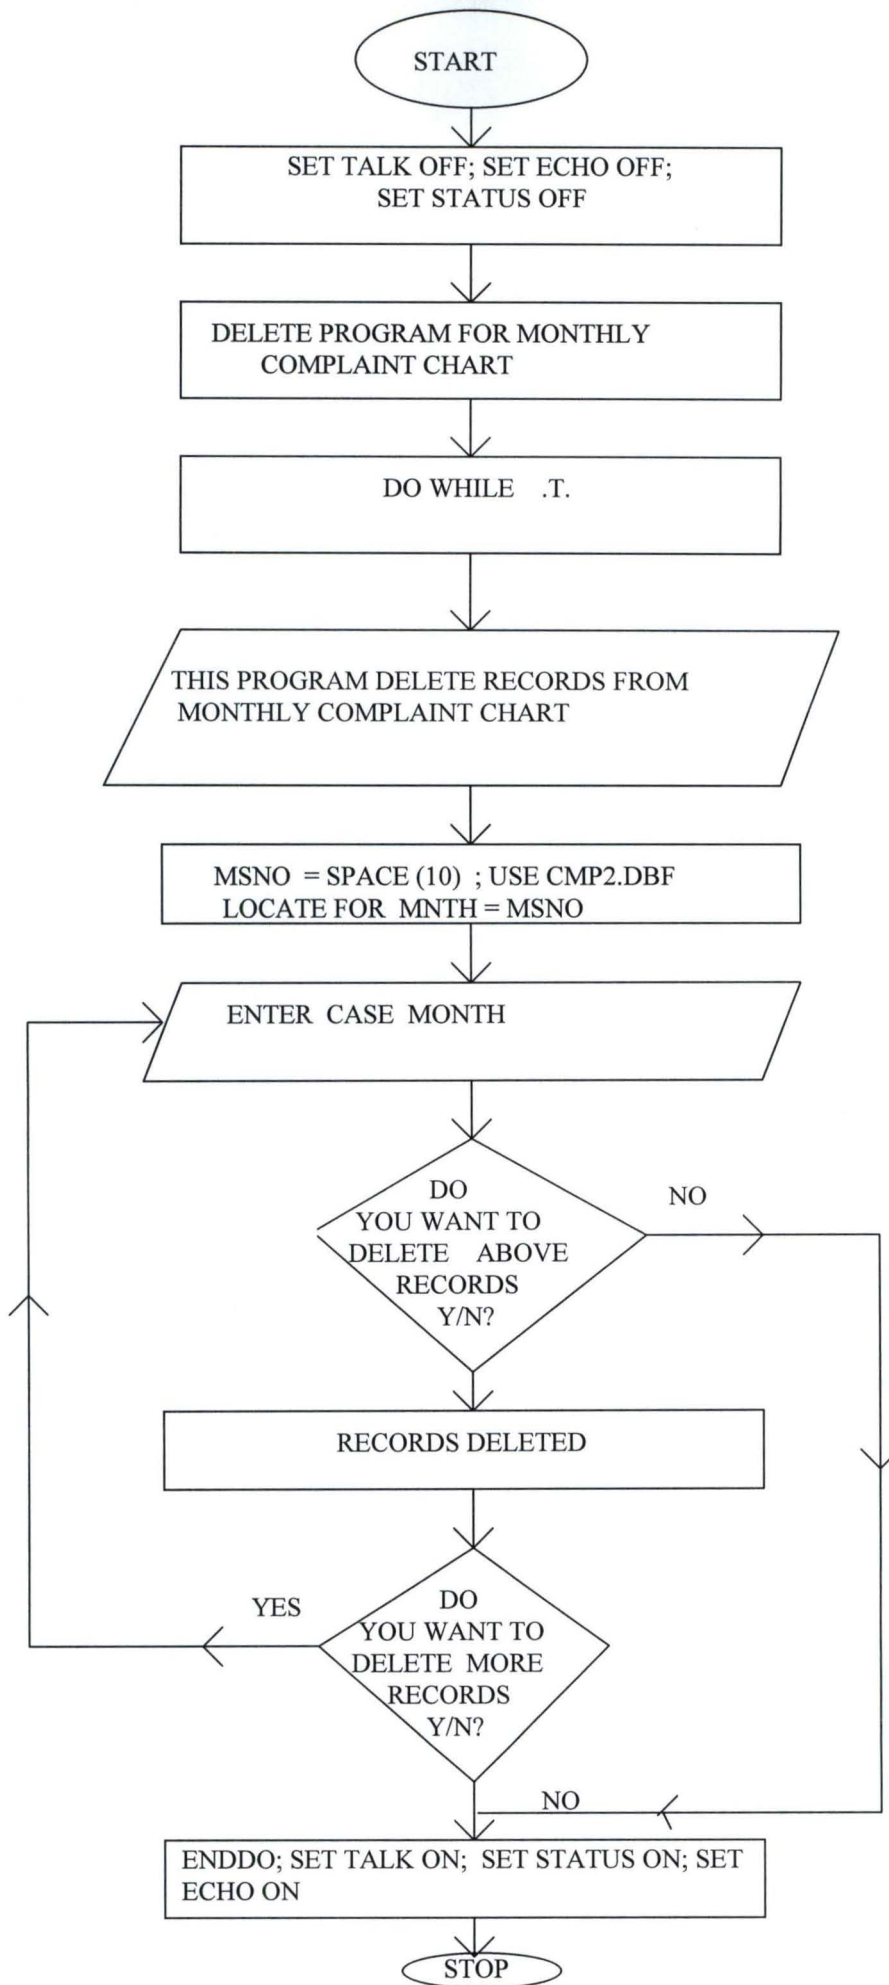 START
SET TALK OFF; SET ECHO OFF;
SET STATUS OFF
DELETE PROGRAM FOR MONTHLY
COMPLAINT CHART
DO WHILE .T.
THIS PROGRAM DELETE RECORDS FROM
MONTHLY COMPLAINT CHART
MSNO = SPACE (10) ; USE CMP2.DBF
LOCATE FOR MNTH = MSNO
ENTER CASE MONTH
DO
YOU WANT TO
DELETE ABOVE
RECORDS
Y/N?
NO
RECORDS DELETED
YES
DO
YOU WANT TO
DELETE MORE
RECORDS
Y/N?
NO
ENDDO; SET TALK ON; SET STATUS ON; SET
ECHO ON
STOP